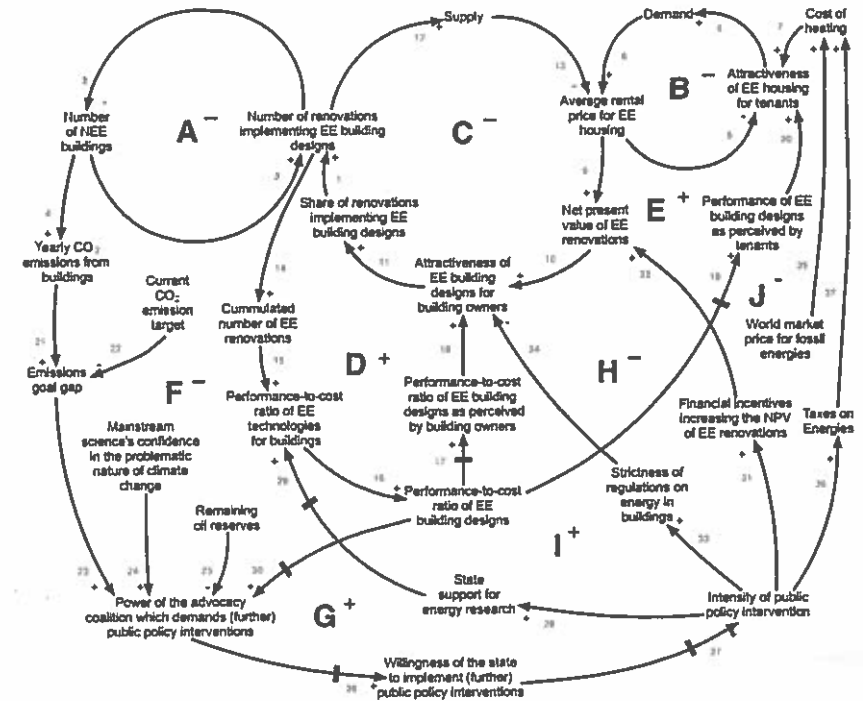 Supply
Demand
Cost of
heating
Number
of NEE
buildings
A −
Number of renovations
implementing EE building
designs
C −
Average rental
price for EE
housing
B −
Attractiveness
of EE housing
for tenants
Share of renovations
implementing EE
building designs
Net present
value of EE
renovations
E +
Performance of EE
building designs
as perceived by
tenants
Yearly CO
emissions from
buildings
Current
CO2
emission
target
Attractiveness of
EE building
designs for
building owners
J -
Cummulated
number of EE
renovations
World market
price for fossil
energies
Emissions
goal gap
F −
D +
H −
Performance-to-cost
ratio of EE
technologies
for buildings
Performance-to-cost
ratio of EE building
designs as perceived
by building owners
Financial incentives
increasing the NPV
of EE renovations
Taxes on
Energies
Mainstream
science's confidence
in the problematic
nature of climate
change
Remaining
oil reserves
Performance-to-cost
ratio of EE
building designs
Strictness of
regulations on
energy in
buildings
I +
Power of the advocacy
coalition which demands (further)
public policy interventions
G +
State
support for
energy research
Intensity of public
policy intervention
Willingness of the state
to implement (further)
public policy interventions